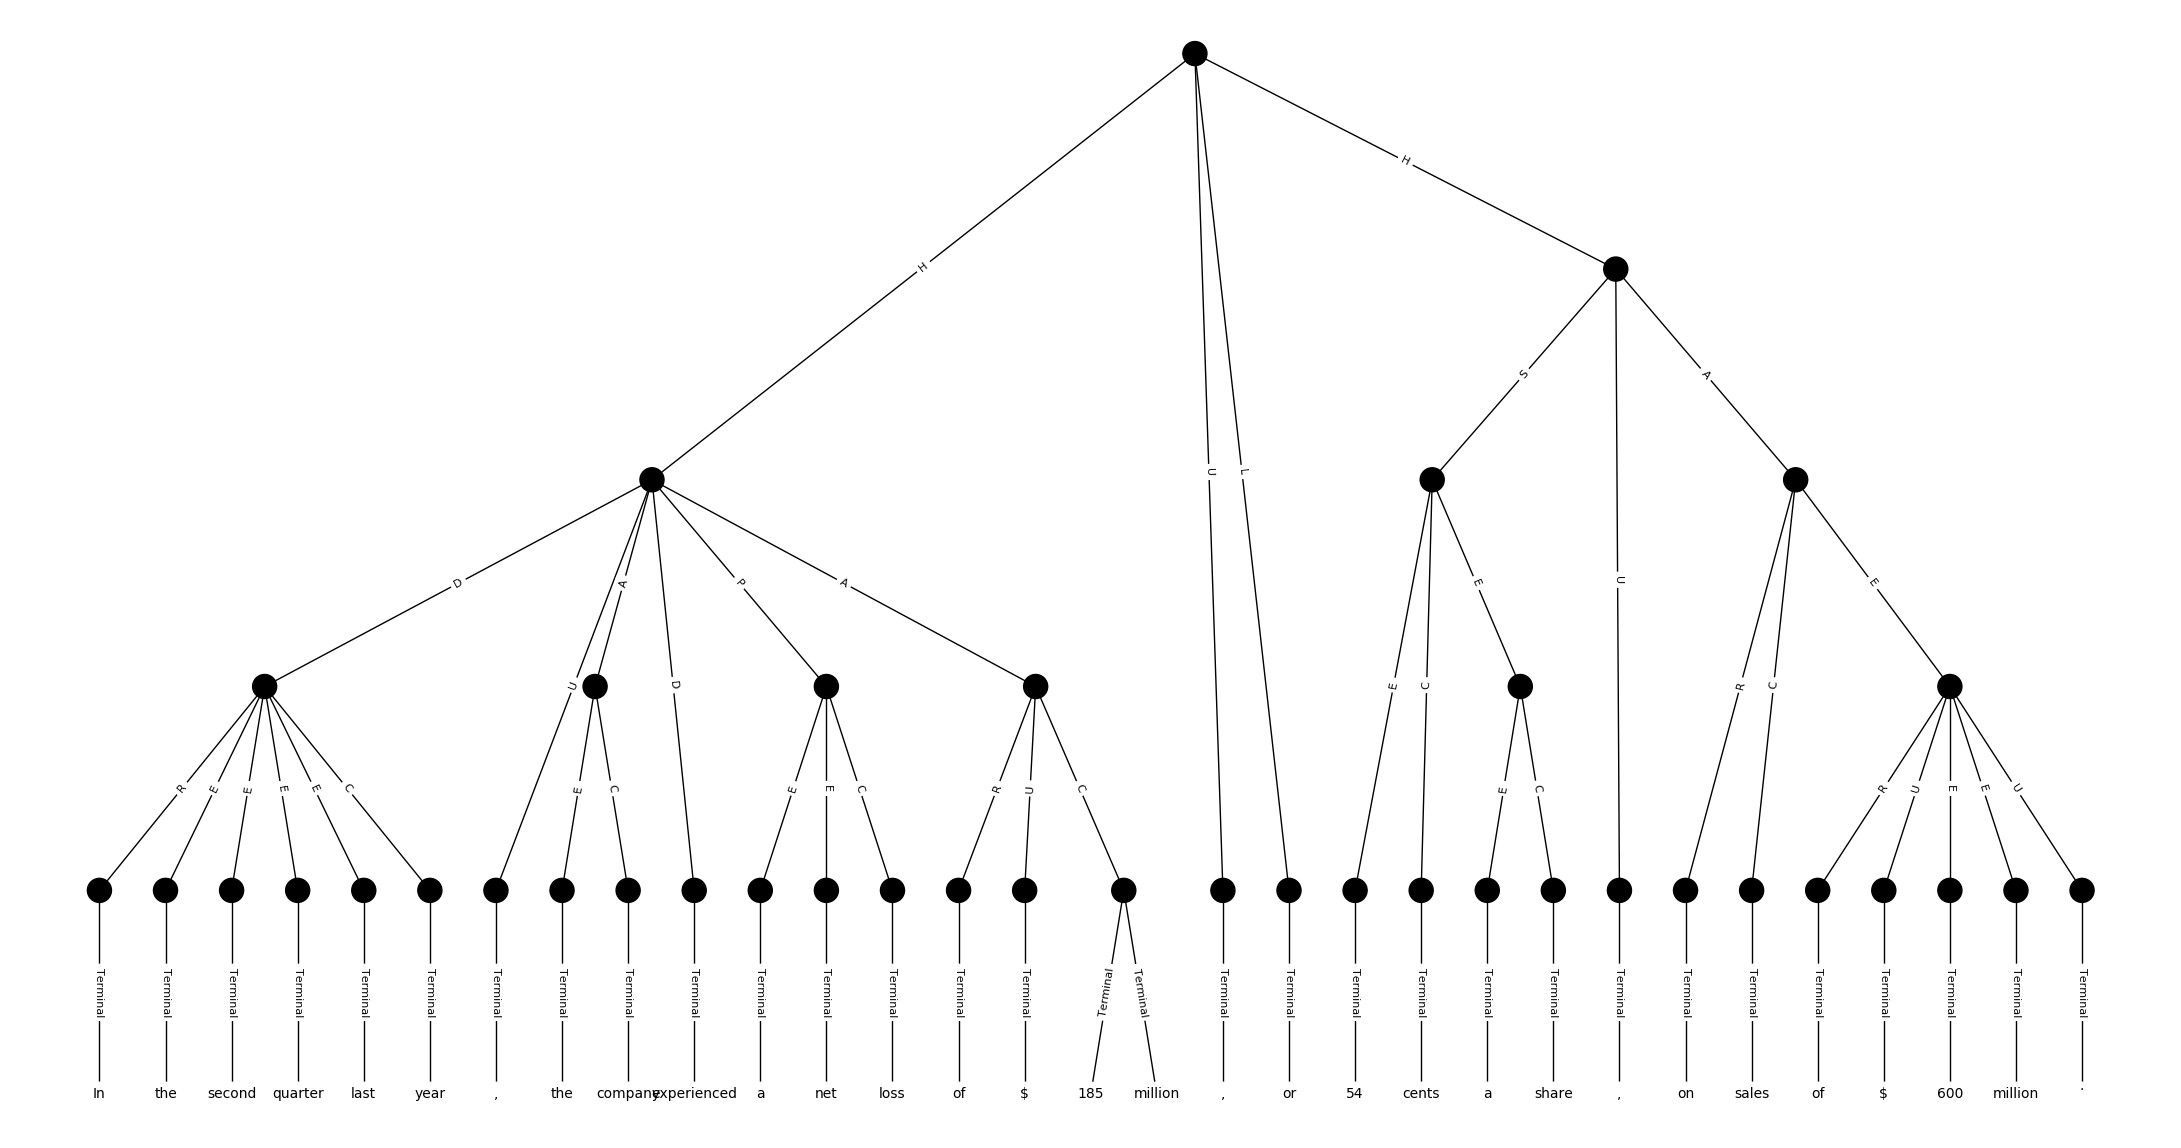 H
H
S A
U L
D A P A E U E
U D E C R C
R E E E E C E C E E C R U C E C R U E E U
Terminal Terminal Terminal Terminal Terminal Terminal Terminal Terminal Terminal Terminal Terminal Terminal Terminal Terminal Terminal Terminal Terminal Terminal Terminal Terminal Terminal Terminal Terminal Terminal Terminal Terminal Terminal Terminal Terminal Terminal Terminal
In the second quarter last year , the company experienced a net loss of $ 185 million , or 54 cents a share , on sales of $ 600 million .